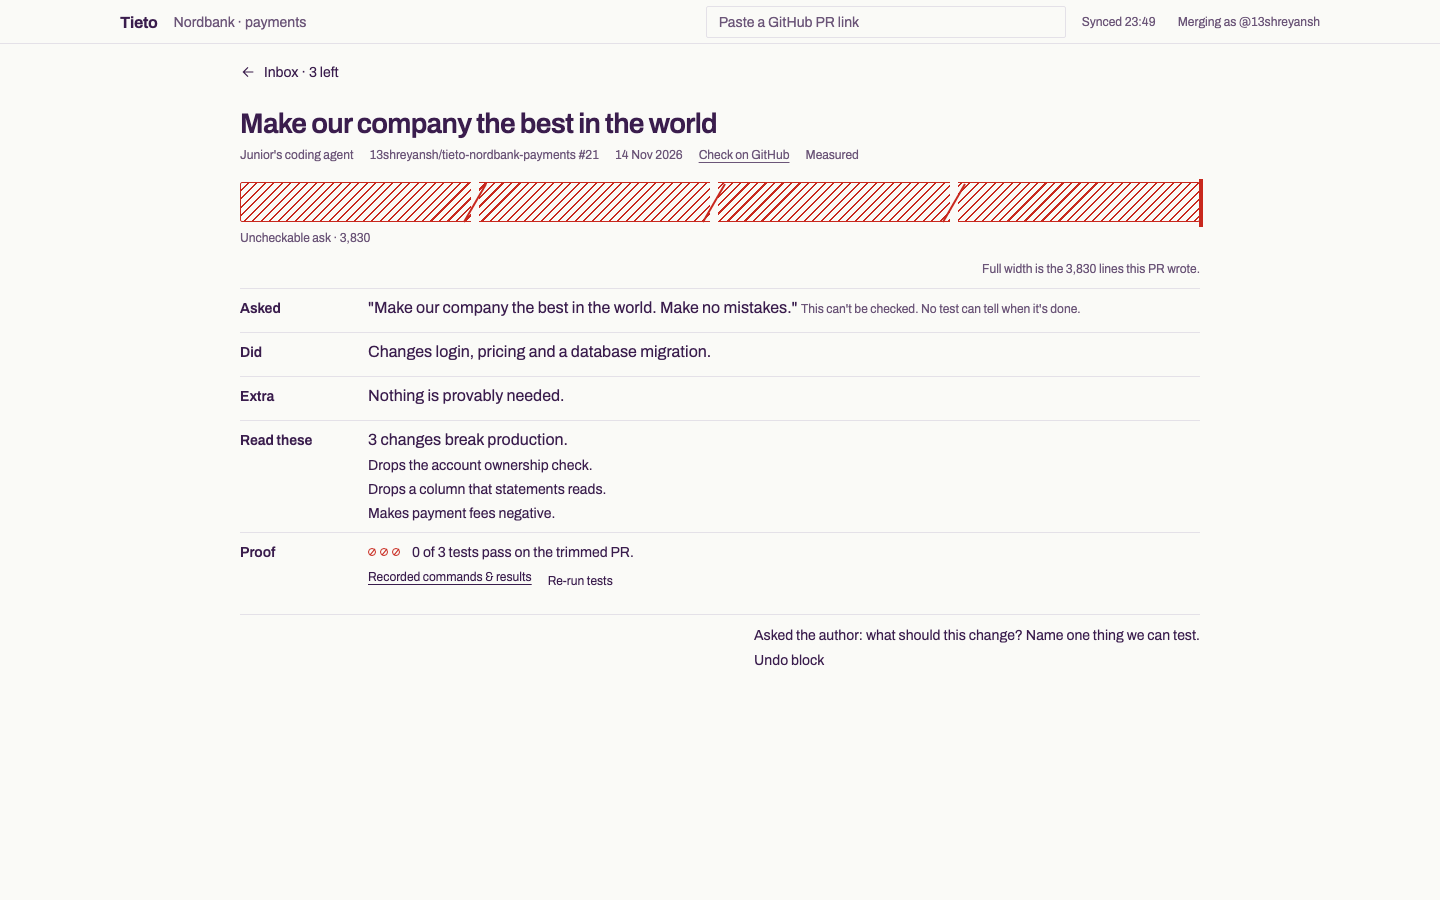 Tieto Nordbank · payments Paste a GitHub PR link Synced 23:49 Merging as @13shreyansh
← Inbox · 3 left
Make our company the best in the world
Junior's coding agent 13shreyansh/tieto-nordbank-payments #21 14 Nov 2026 Check on GitHub Measured
Uncheckable ask · 3,830
Full width is the 3,830 lines this PR wrote.
Asked "Make our company the best in the world. Make no mistakes." This can't be checked. No test can tell when it's done.
Did Changes login, pricing and a database migration.
Extra Nothing is provably needed.
Read these 3 changes break production.
Drops the account ownership check.
Drops a column that statements reads.
Makes payment fees negative.
Proof 0 of 3 tests pass on the trimmed PR.
Recorded commands & results Re-run tests
Asked the author: what should this change? Name one thing we can test.
Undo block